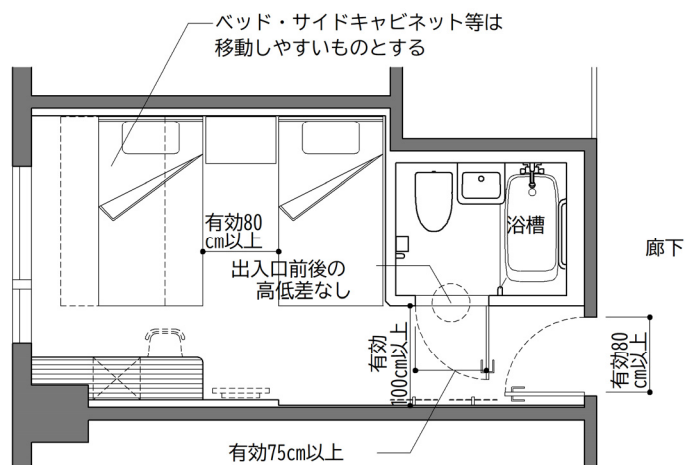 ベッド・サイドキャビネット等は
移動しやすいものとする
有効80
cm以上
浴槽
廊下
出入口前後の
高低差なし
有効
100cm以上
有効80
cm以上
有効75cm以上